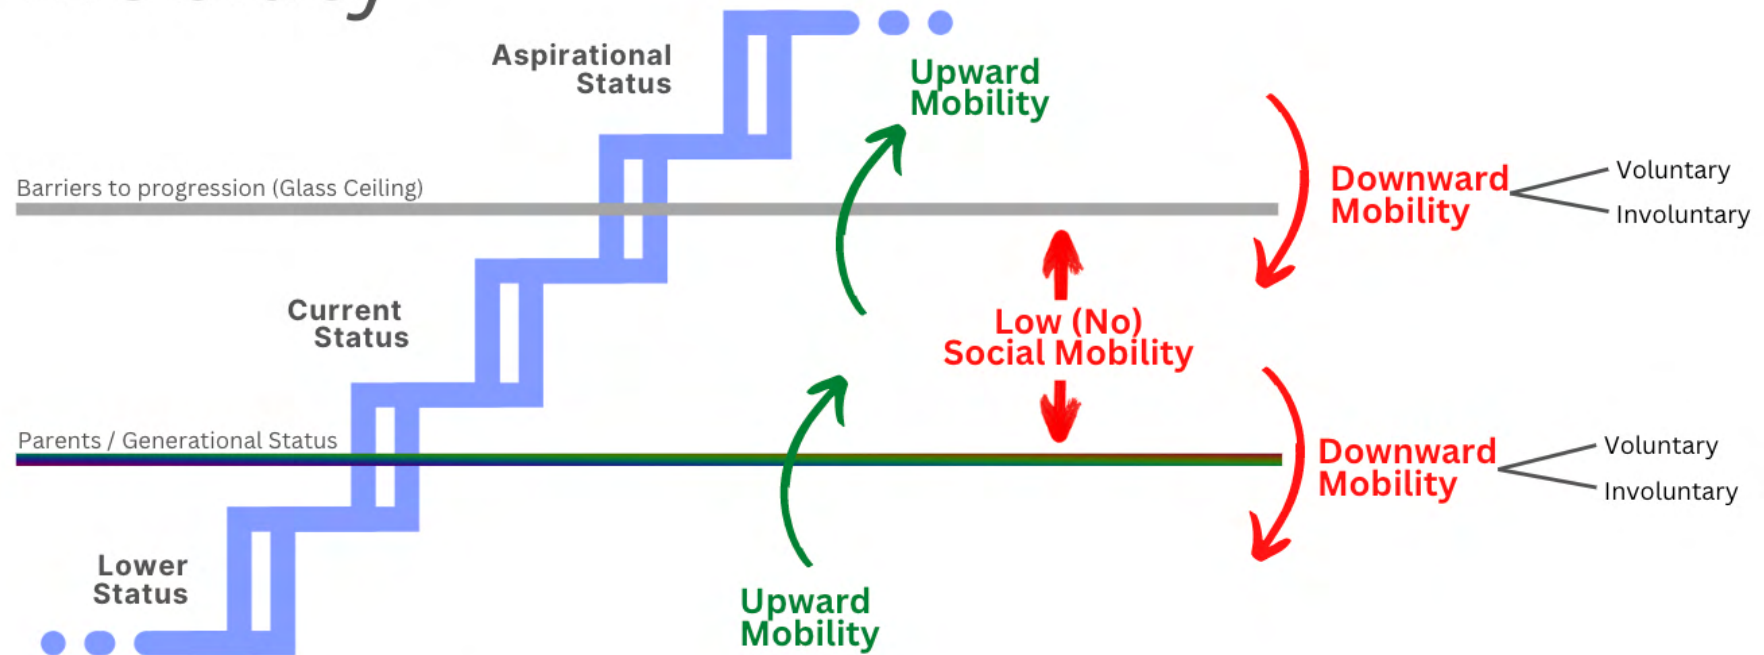 Aspirational
Status
Upward
Mobility
Barriers to progression (Glass Ceiling)
Downward
Mobility
Voluntary
Involuntary
Current
Status
Low (No)
Social Mobility
Parents / Generational Status
Downward
Mobility
Voluntary
Involuntary
Lower
Status
Upward
Mobility